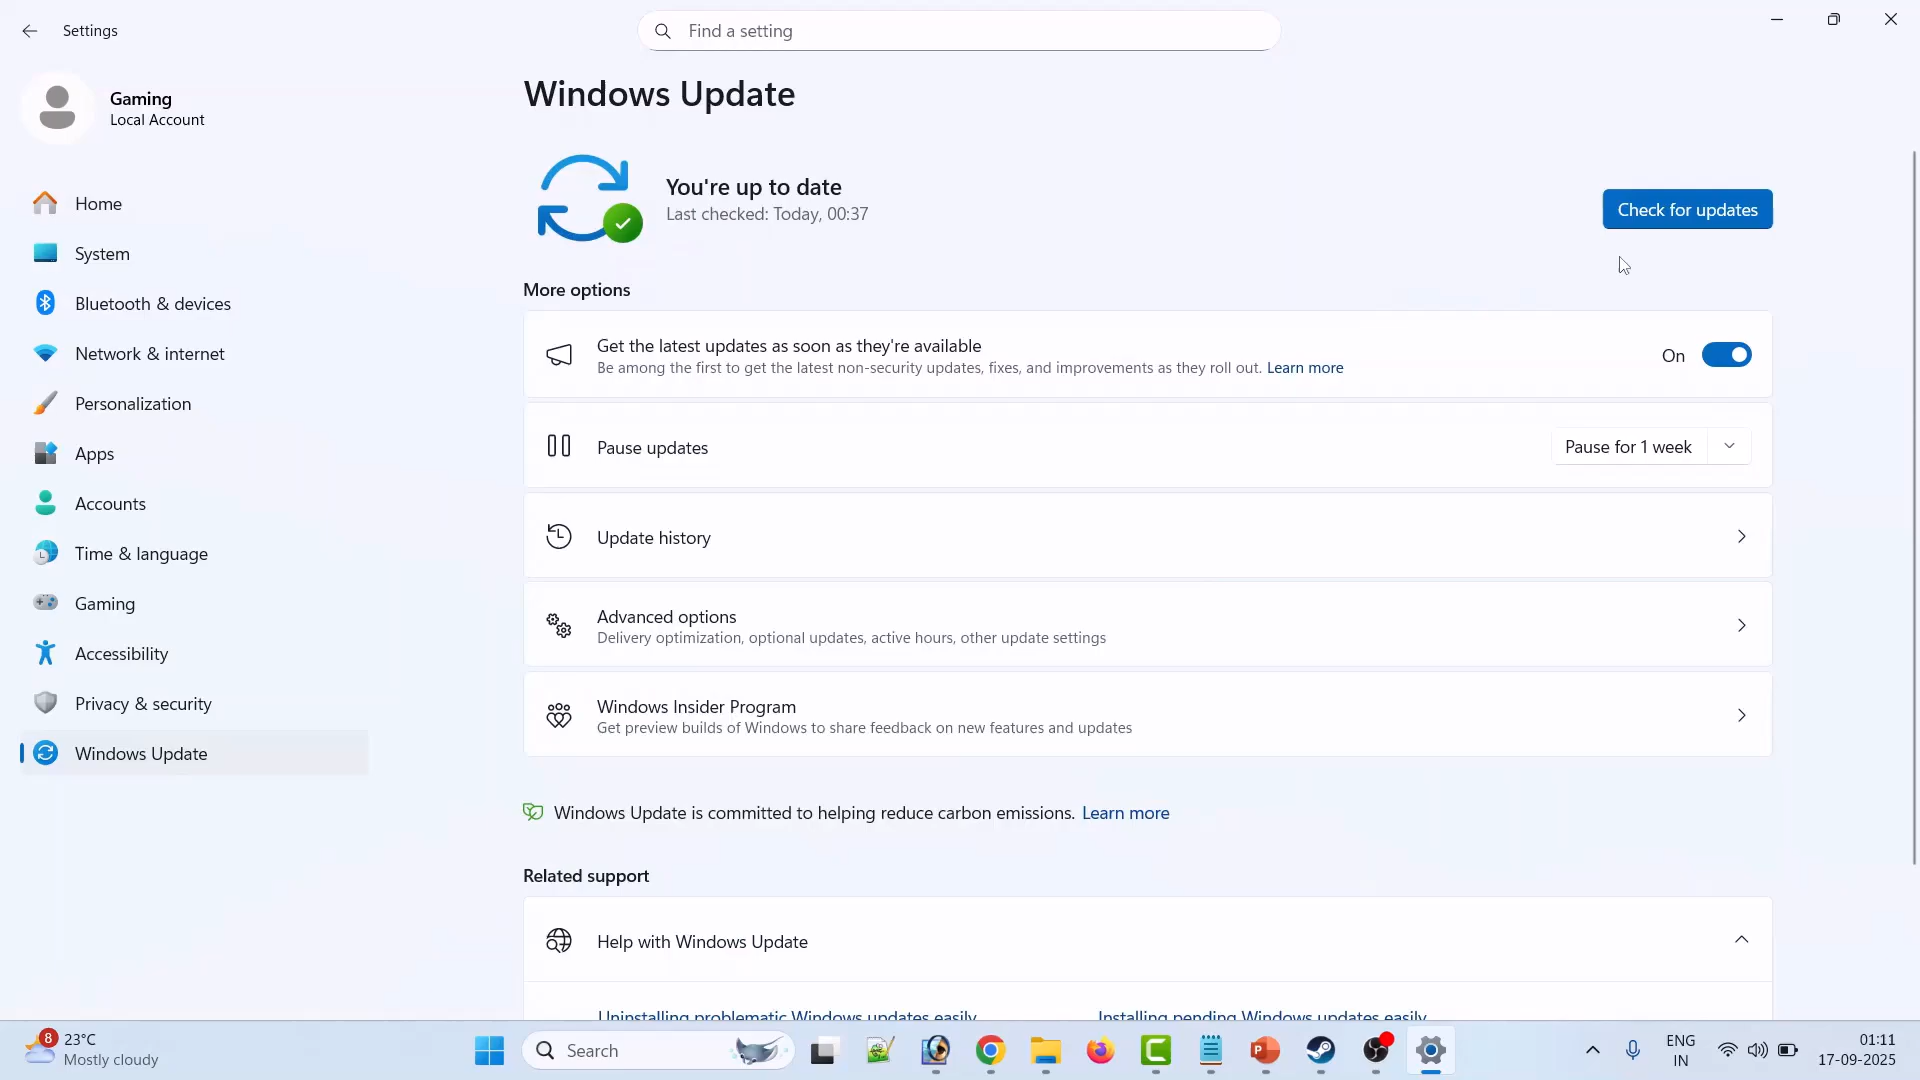 Settings
Find a setting
Gaming
Local Account
Home
System
Bluetooth & devices
Network & internet
Personalization
Apps
Accounts
Time & language
Gaming
Accessibility
Privacy & security
Windows Update
Windows Update
You're up to date
Last checked: Today, 00:37
Check for updates
More options
Get the latest updates as soon as they're available
Be among the first to get the latest non-security updates, fixes, and improvements as they roll out. Learn more
On
Pause updates
Pause for 1 week
Update history
Advanced options
Delivery optimization, optional updates, active hours, other update settings
Windows Insider Program
Get preview builds of Windows to share feedback on new features and updates
Windows Update is committed to helping reduce carbon emissions. Learn more
Related support
Help with Windows Update
Uninstalling problematic Windows updates easily
Installing pending Windows updates easily
8
23°C
Mostly cloudy
Search
ENG
IN
01:11
17-09-2025